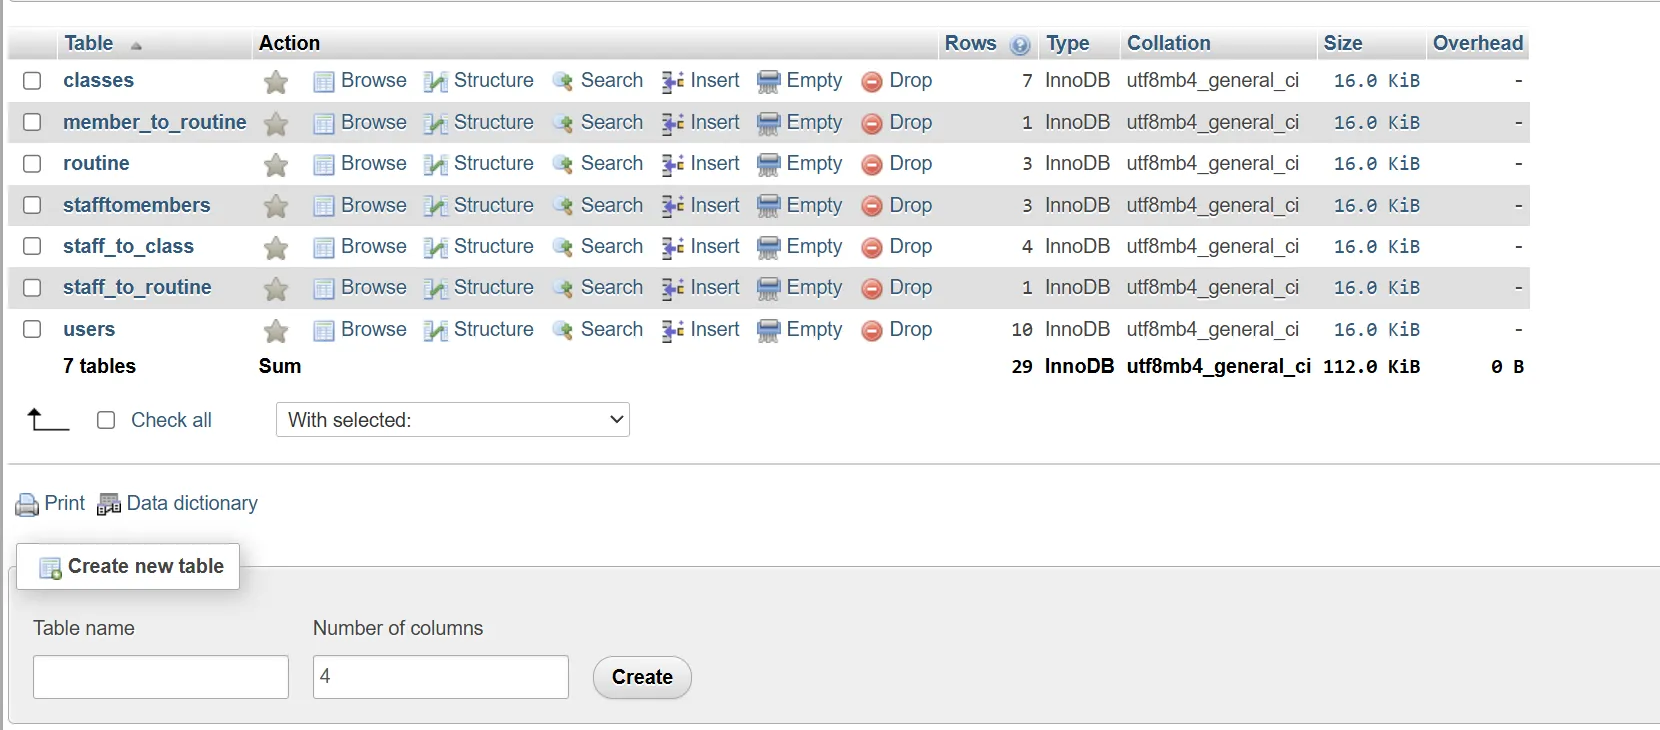 Table Action Rows Type Collation Size Overhead
classes Browse Structure Search Insert Empty Drop 7 InnoDB utf8mb4_general_ci 16.0 KiB -
member_to_routine Browse Structure Search Insert Empty Drop 1 InnoDB utf8mb4_general_ci 16.0 KiB -
routine Browse Structure Search Insert Empty Drop 3 InnoDB utf8mb4_general_ci 16.0 KiB -
stafftomembers Browse Structure Search Insert Empty Drop 3 InnoDB utf8mb4_general_ci 16.0 KiB -
staff_to_class Browse Structure Search Insert Empty Drop 4 InnoDB utf8mb4_general_ci 16.0 KiB -
staff_to_routine Browse Structure Search Insert Empty Drop 1 InnoDB utf8mb4_general_ci 16.0 KiB -
users Browse Structure Search Insert Empty Drop 10 InnoDB utf8mb4_general_ci 16.0 KiB -
7 tables Sum 29 InnoDB utf8mb4_general_ci 112.0 KiB 0 B
Check all With selected:
Print Data dictionary
Create new table
Table name Number of columns
4 Create